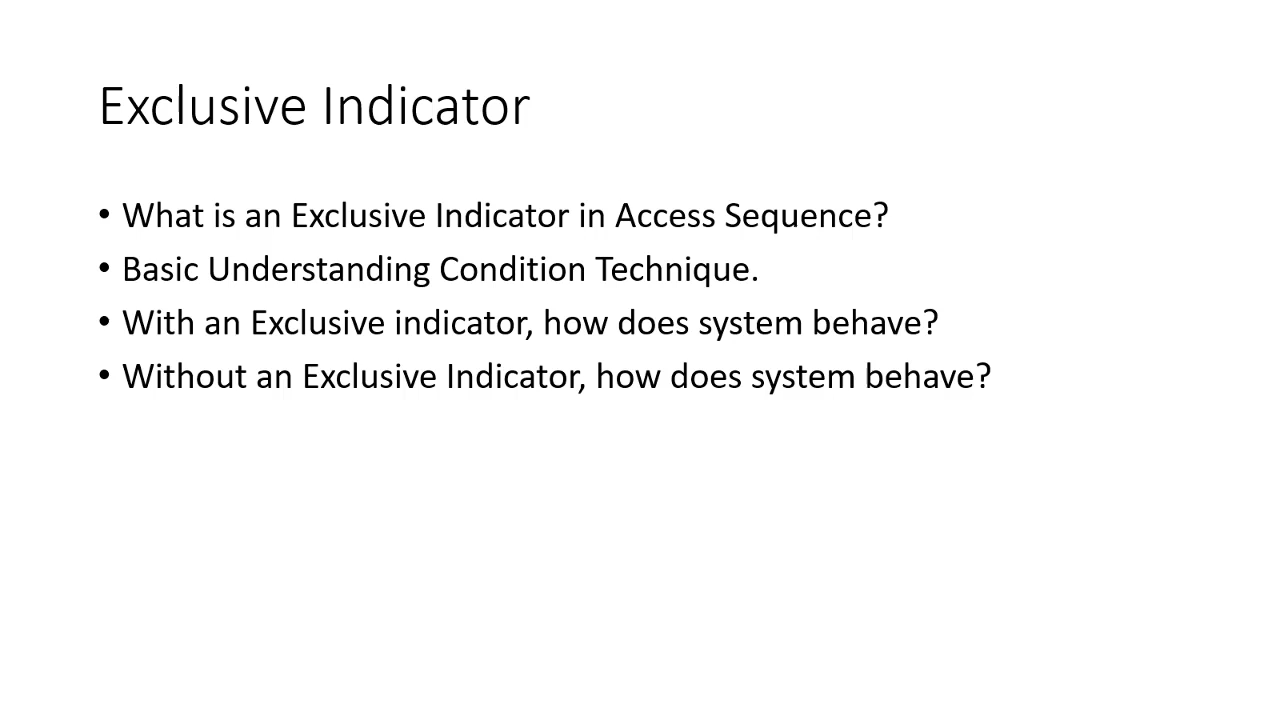 Exclusive Indicator
• What is an Exclusive Indicator in Access Sequence?
• Basic Understanding Condition Technique.
• With an Exclusive indicator, how does system behave?
• Without an Exclusive Indicator, how does system behave?